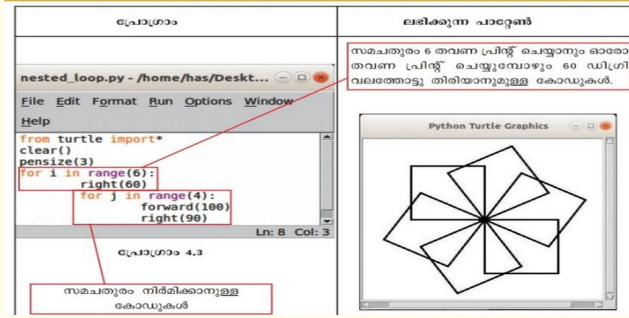 പ്രോഗ്രാം
ലഭിക്കുന്ന പാറ്റേൺ
nested_loop.py - /home/has/Deskt...
File Edit Format Run Options Window
Help
from turtle import*
clear()
pensize(3)
for i in range(6):
right(60)
for j in range(4):
forward(100)
right(90)
Ln: 8 Col: 3
പ്രോഗ്രാം 4.3
സമചതുരം നിർമിക്കാനുള്ള
കോഡുകൾ
സമചതുരം 6 തവണ പ്രിന്റ് ചെയ്യാനും ഓരോ
തവണ പ്രിന്റ് ചെയ്യുമ്പോഴും 60 ഡിഗ്രി
വലത്തോട്ടു തിരിയാനുമുള്ള കോഡുകൾ.
Python Turtle Graphics